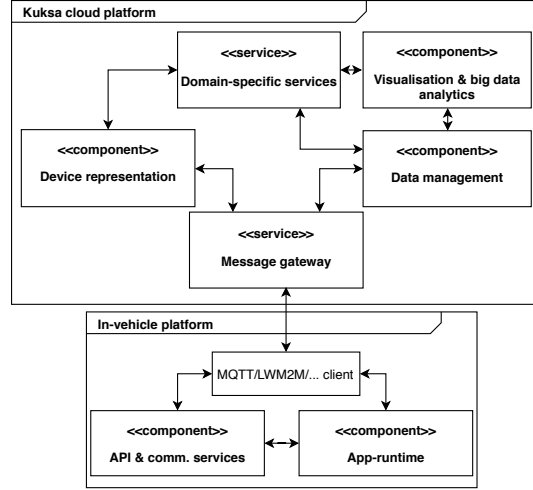 Kuksa cloud platform
<<service>>
Domain-specific services
<<component>>
Visualisation & big data
analytics
<<component>>
Device representation
<<component>>
Data management
<<service>>
Message gateway
In-vehicle platform
MQTT/LWM2M/... client
<<component>>
API & comm. services
<<component>>
App-runtime